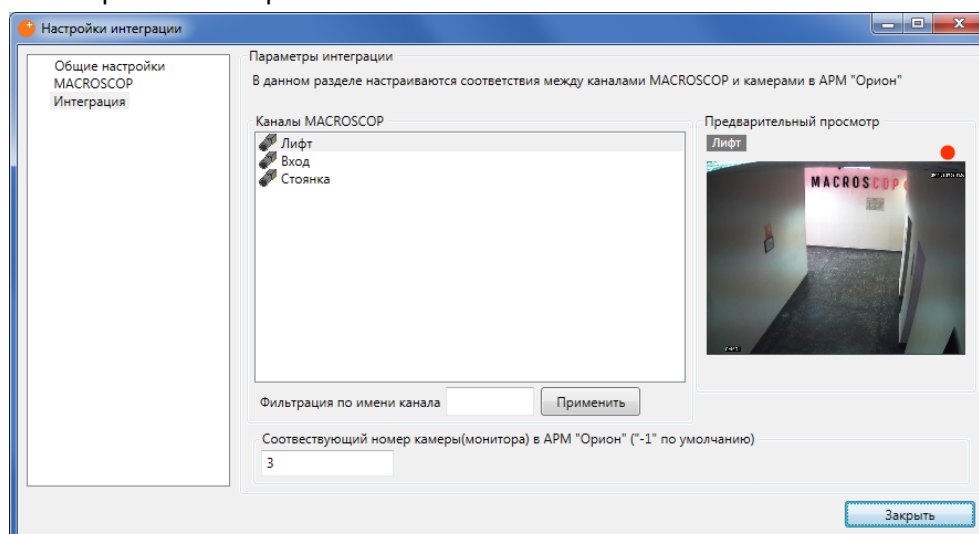 Настройки интеграции
Общие настройки
MACROSCOP
Интеграция
Параметры интеграции
В данном разделе настраиваются соответствия между каналами MACROSCOP и камерами в АРМ "Орион"
Каналы MACROSCOP
Лифт
Вход
Стоянка
Предварительный просмотр
Лифт
MACROSCOP
Фильтрация по имени канала
Применить
Соотвествующий номер камеры(монитора) в АРМ "Орион" ("-1" по умолчанию)
3
Закрыть